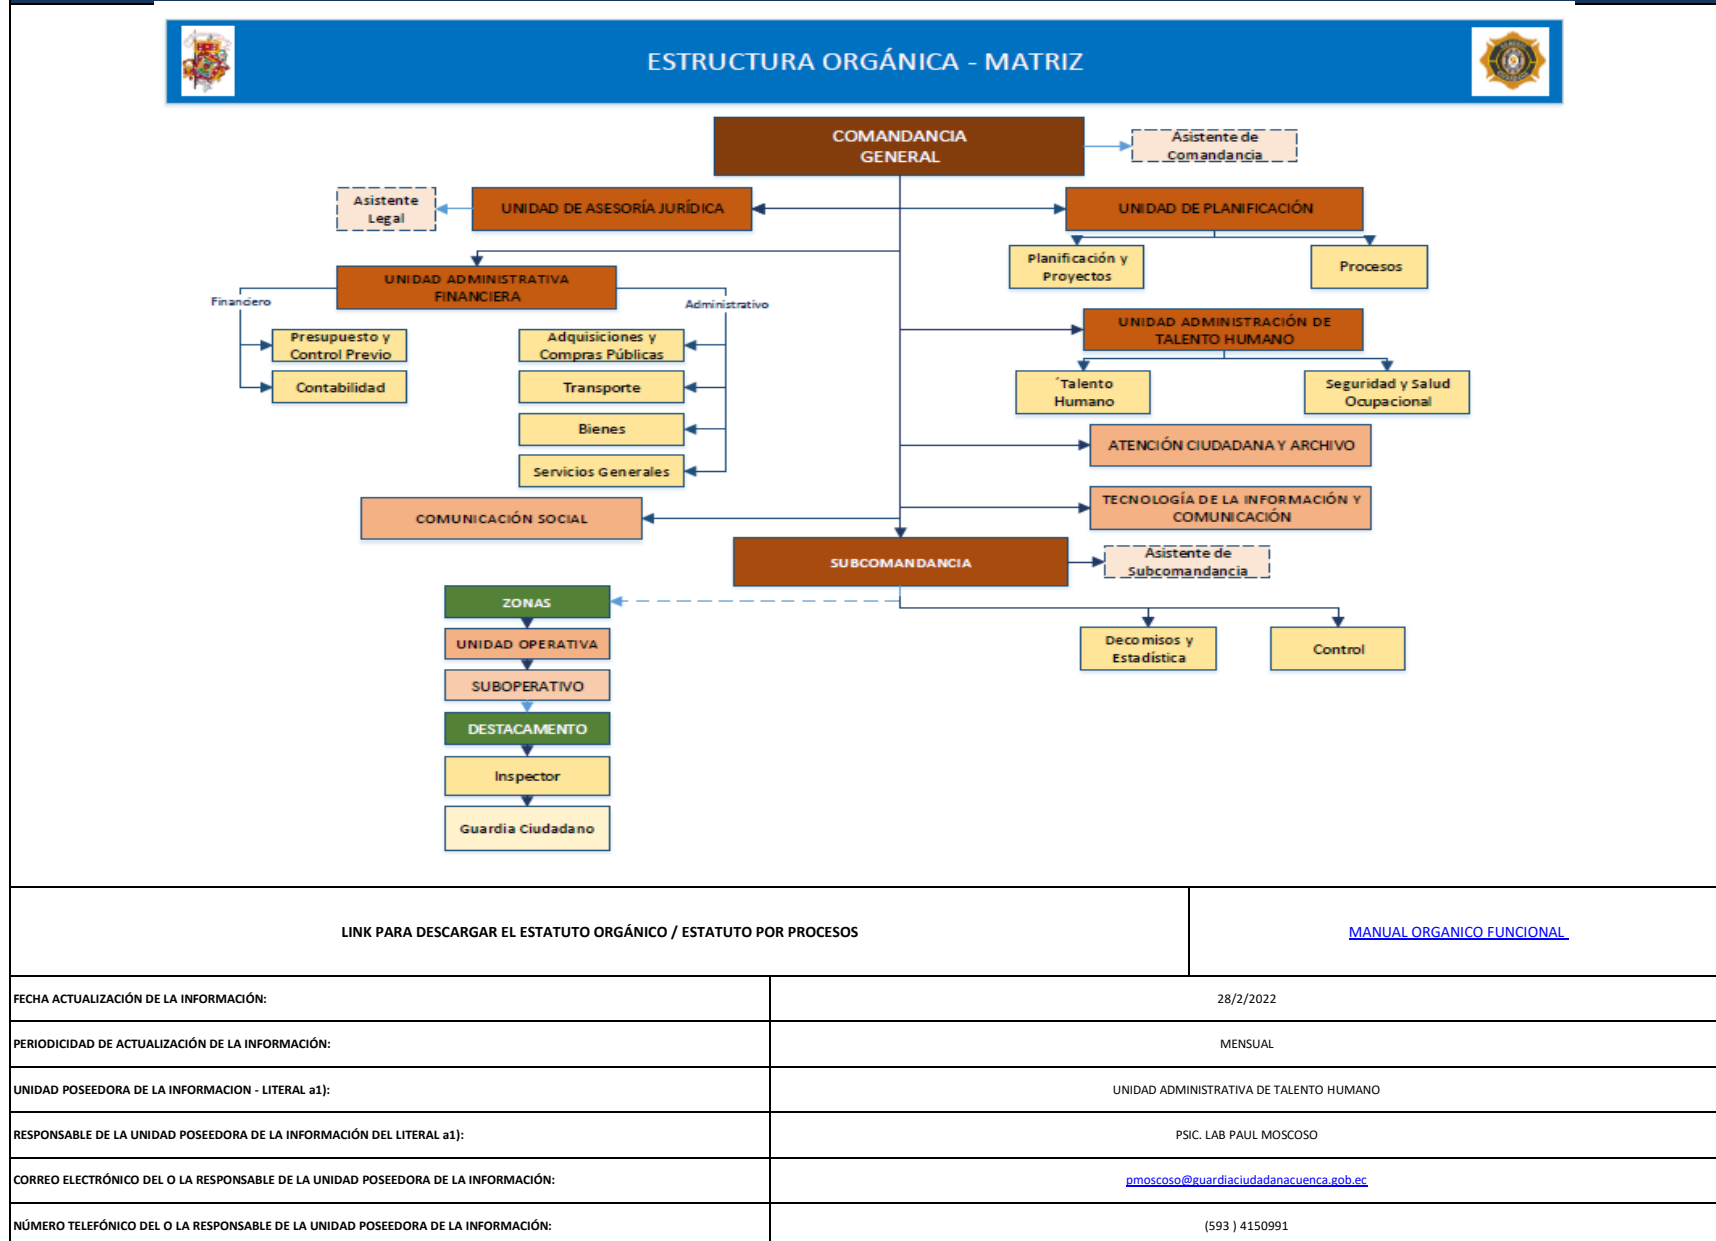 ESTRUCTURA ORGÁNICA - MATRIZ
COMANDANCIA
GENERAL
Asistente de
Comandancia
Asistente
Legal
UNIDAD DE ASESORÍA JURÍDICA
UNIDAD DE PLANIFICACIÓN
Planificación y
Proyectos
Procesos
UNIDAD ADMINISTRATIVA
FINANCIERA
Financiero
Administrativo
Presupuesto y
Control Previo
Contabilidad
Adquisiciones y
Compras Públicas
Transporte
Bienes
Servicios Generales
UNIDAD ADMINISTRACIÓN DE
TALENTO HUMANO
´Talento
Humano
Seguridad y Salud
Ocupacional
ATENCIÓN CIUDADANA Y ARCHIVO
TECNOLOGÍA DE LA INFORMACIÓN Y
COMUNICACIÓN
COMUNICACIÓN SOCIAL
SUBCOMANDANCIA
Asistente de
Subcomandancia
ZONAS
UNIDAD OPERATIVA
SUBOPERATIVO
DESTACAMENTO
Inspector
Guardia Ciudadano
Decomisos y
Estadística
Control
LINK PARA DESCARGAR EL ESTATUTO ORGÁNICO / ESTATUTO POR PROCESOS
MANUAL ORGANICO FUNCIONAL
FECHA ACTUALIZACIÓN DE LA INFORMACIÓN:
28/2/2022
PERIODICIDAD DE ACTUALIZACIÓN DE LA INFORMACIÓN:
MENSUAL
UNIDAD POSEEDORA DE LA INFORMACION - LITERAL a1):
UNIDAD ADMINISTRATIVA DE TALENTO HUMANO
RESPONSABLE DE LA UNIDAD POSEEDORA DE LA INFORMACIÓN DEL LITERAL a1):
PSIC. LAB PAUL MOSCOSO
CORREO ELECTRÓNICO DEL O LA RESPONSABLE DE LA UNIDAD POSEEDORA DE LA INFORMACIÓN:
pmoscoso@guardiaciudadanacuenca.gob.ec
NÚMERO TELEFÓNICO DEL O LA RESPONSABLE DE LA UNIDAD POSEEDORA DE LA INFORMACIÓN:
(593 ) 4150991